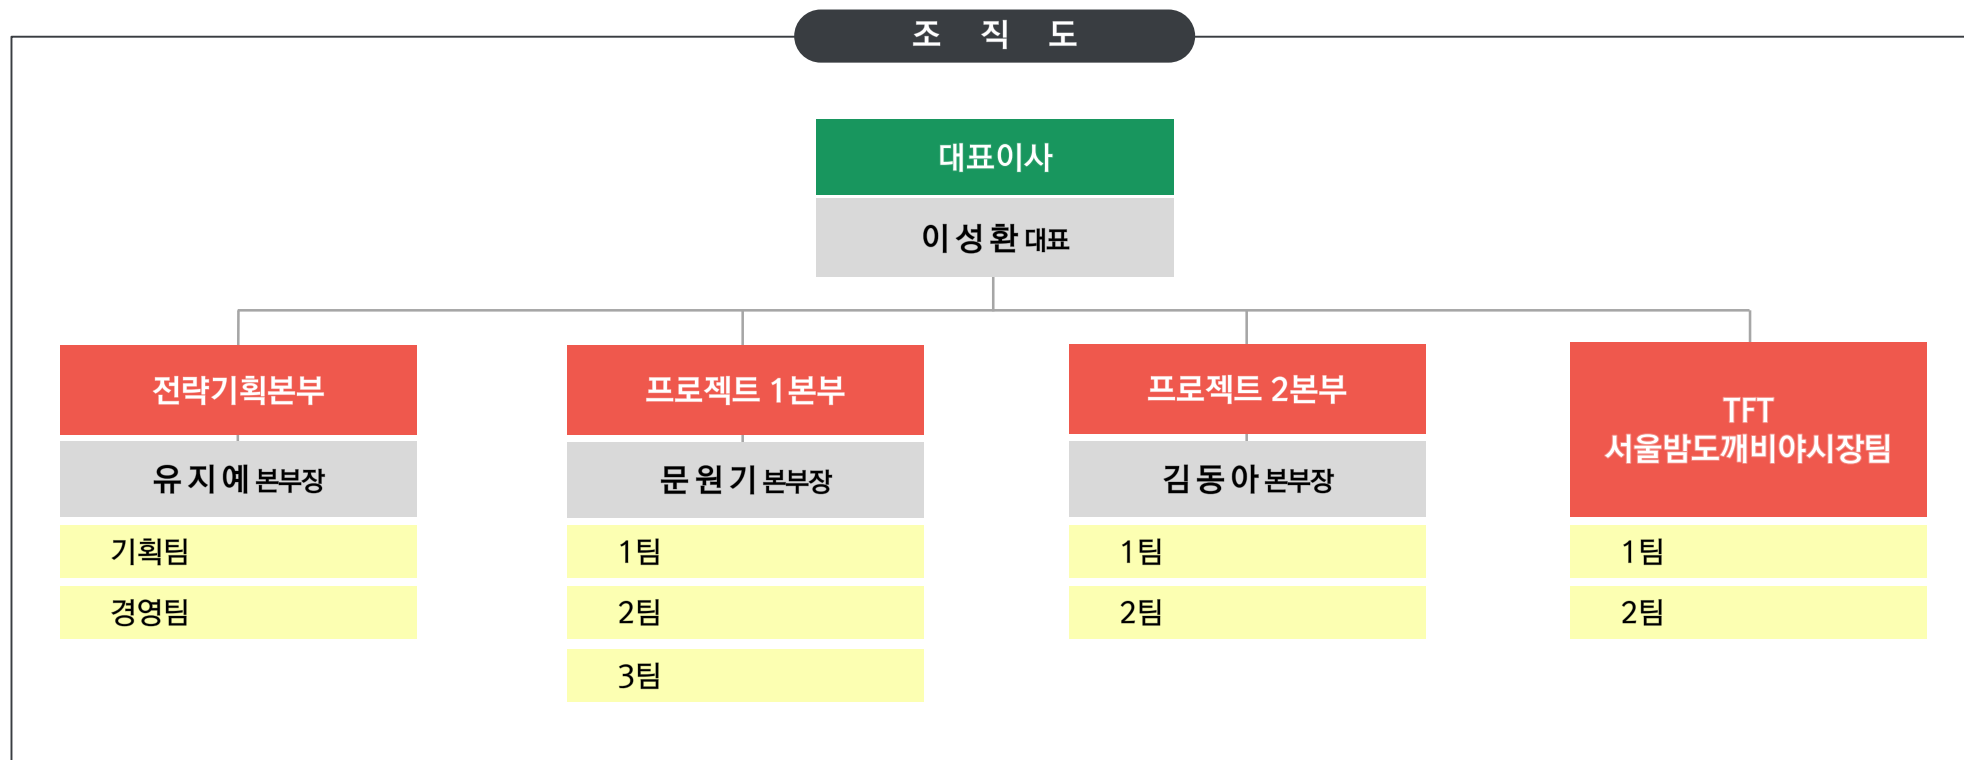 조 직 도
대표이사
이 성 환 대표
전략기획본부
유 지 예 본부장
기획팀
경영팀
프로젝트 1본부
문 원 기 본부장
1팀
2팀
3팀
프로젝트 2본부
김 동 아 본부장
1팀
2팀
TFT
서울밤도깨비야시장팀
1팀
2팀